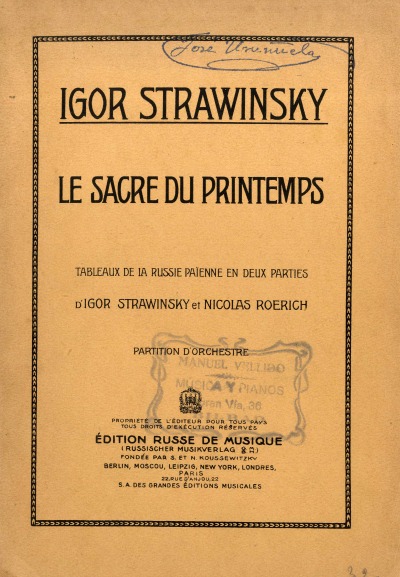 IGOR STRAWINSKY
LE SACRE DU PRINTEMPS
TABLEAUX DE LA RUSSIE PAÏENNE EN DEUX PARTIES
D'IGOR STRAWINSKY et NICOLAS ROERICH
PARTITION D'ORCHESTRE
MANUEL VELLIDO
MUSICA Y PIANOS
Gran Vía, 36
BILBAO
PROPRIÉTÉ DE L'ÉDITEUR POUR TOUS PAYS
TOUS DROITS D'EXÉCUTION RÉSERVÉS
ÉDITION RUSSE DE MUSIQUE
(RUSSISCHER MUSIKVERLAG
FONDÉE PAR S. ET N. KOUSSEWITZKY
BERLIN, MOSCOU, LEIPZIG, NEW YORK, LONDRES,
PARIS
22, RUE D'ANJOU, 22
S. A. DES GRANDES ÉDITIONS MUSICALES